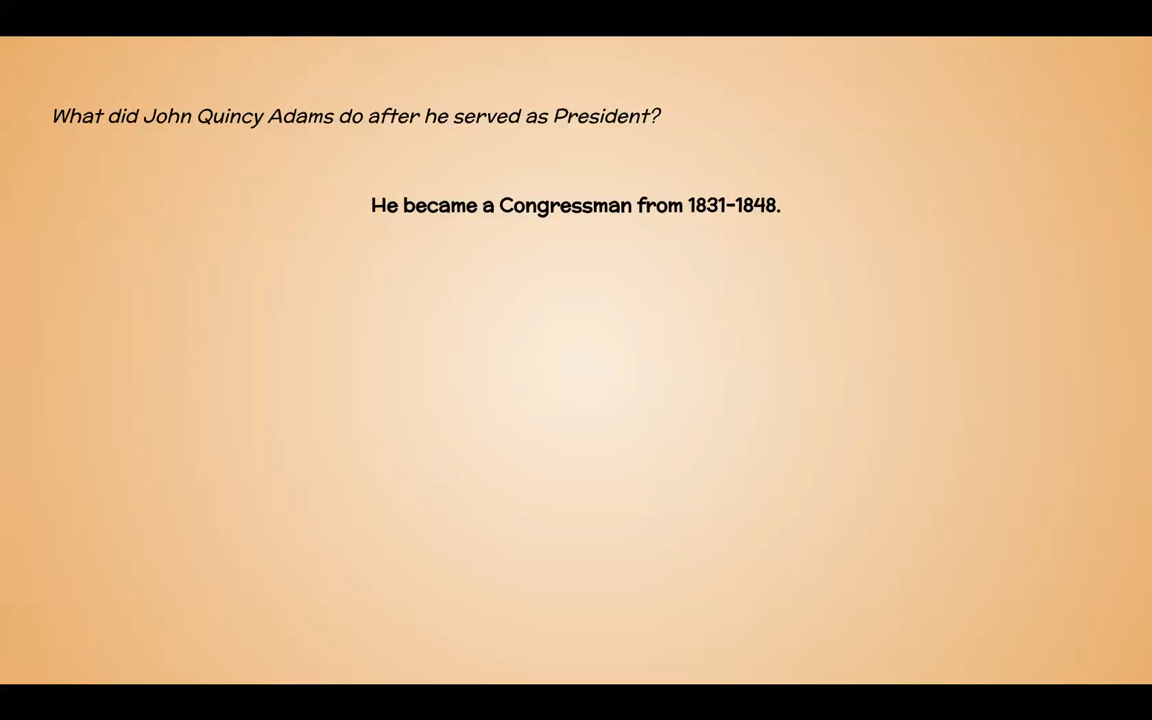 What did John Quincy Adams do after he served as President?
He became a Congressman from 1831-1848.